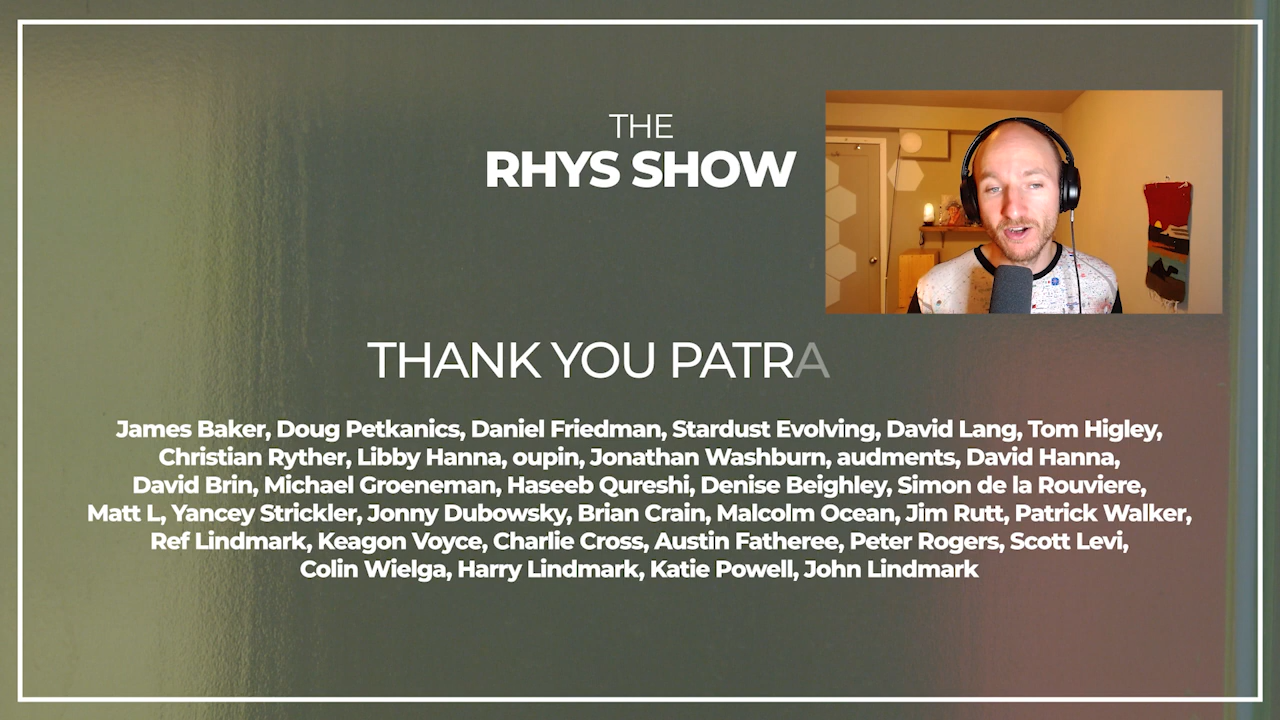 THE
RHYS SHOW
THANK YOU PATRA
James Baker, Doug Petkanics, Daniel Friedman, Stardust Evolving, David Lang, Tom Higley,
Christian Ryther, Libby Hanna, oupin, Jonathan Washburn, audments, David Hanna,
David Brin, Michael Groeneman, Haseeb Qureshi, Denise Beighley, Simon de la Rouviere,
Matt L, Yancey Strickler, Jonny Dubowsky, Brian Crain, Malcolm Ocean, Jim Rutt, Patrick Walker,
Ref Lindmark, Keagon Voyce, Charlie Cross, Austin Fatheree, Peter Rogers, Scott Levi,
Colin Wielga, Harry Lindmark, Katie Powell, John Lindmark